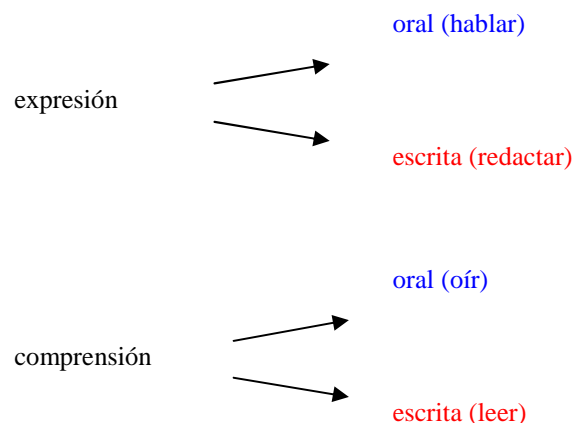 oral (hablar)
expresión
escrita (redactar)
oral (oír)
comprensión
escrita (leer)